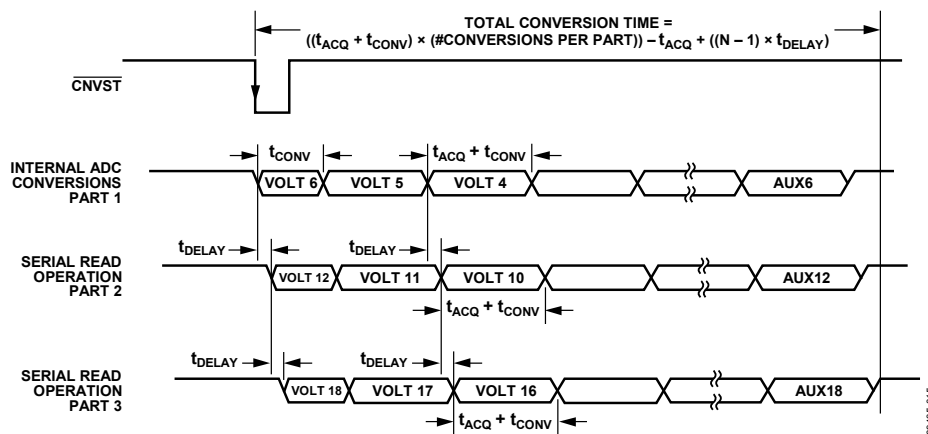 TOTAL CONVERSION TIME =
((tACQ + tCONV) × (#CONVERSIONS PER PART)) – tACQ + ((N – 1) × tDELAY)
CNVST
tCONV
tACQ + tCONV
INTERNAL ADC
CONVERSIONS
PART 1
VOLT 6
VOLT 5
VOLT 4
AUX6
tDELAY
tDELAY
SERIAL READ
OPERATION
PART 2
VOLT 12
VOLT 11
VOLT 10
AUX12
tACQ + tCONV
tDELAY
tDELAY
SERIAL READ
OPERATION
PART 3
VOLT 18
VOLT 17
VOLT 16
AUX18
tACQ + tCONV